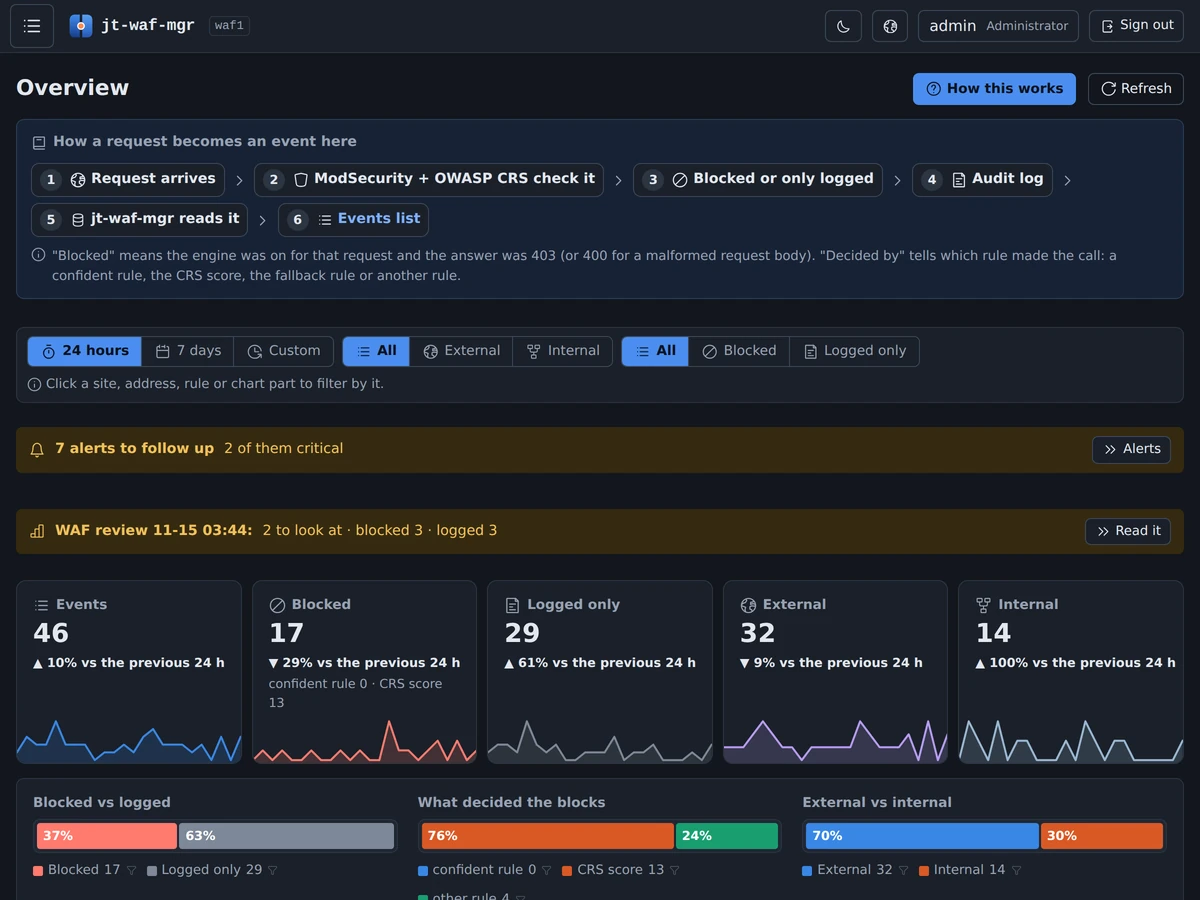 jt-waf-mgr waf1
admin Administrator
Sign out
Overview
How this works
Refresh
How a request becomes an event here
1 Request arrives
2 ModSecurity + OWASP CRS check it
3 Blocked or only logged
4 Audit log
5 jt-waf-mgr reads it
6 Events list
"Blocked" means the engine was on for that request and the answer was 403 (or 400 for a malformed request body). "Decided by" tells which rule made the call: a
confident rule, the CRS score, the fallback rule or another rule.
24 hours 7 days Custom
All External Internal
All Blocked Logged only
Click a site, address, rule or chart part to filter by it.
7 alerts to follow up 2 of them critical
Alerts
WAF review 11-15 03:44: 2 to look at · blocked 3 · logged 3
Read it
Events
46
▲ 10% vs the previous 24 h
Blocked
17
▼ 29% vs the previous 24 h
confident rule 0 · CRS score
13
Logged only
29
▲ 61% vs the previous 24 h
External
32
▼ 9% vs the previous 24 h
Internal
14
▲ 100% vs the previous 24 h
Blocked vs logged
37% 63%
Blocked 17 Logged only 29
What decided the blocks
76% 24%
confident rule 0 CRS score 13
other rule 4
External vs internal
70% 30%
External 32 Internal 14